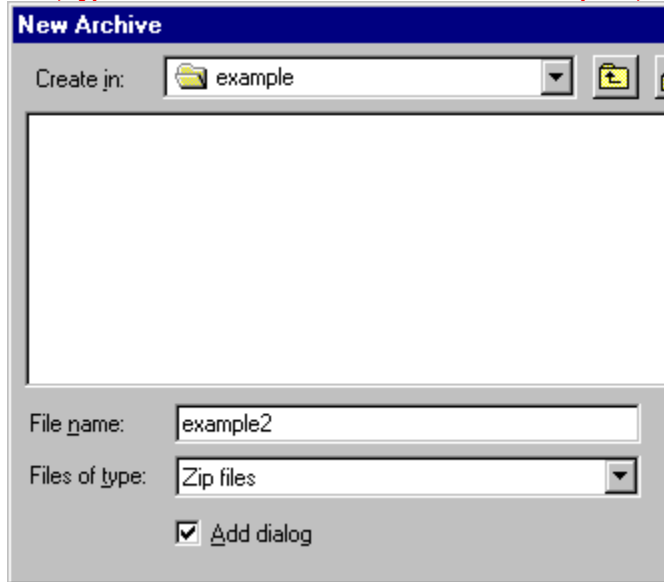 New Archive
Create in: example
File name: example2
Files of type: Zip files
Add dialog